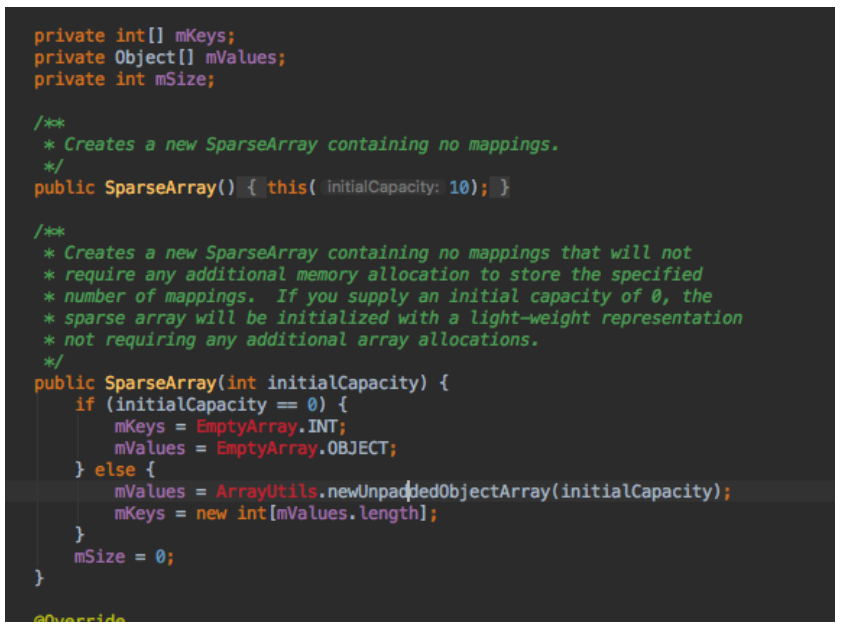 private int[] mKeys;
private Object[] mValues;
private int mSize;
/**
 * Creates a new SparseArray containing no mappings.
 */
public SparseArray() { this( initialCapacity: 10); }
/**
 * Creates a new SparseArray containing no mappings that will not
 * require any additional memory allocation to store the specified
 * number of mappings.  If you supply an initial capacity of 0, the
 * sparse array will be initialized with a light-weight representation
 * not requiring any additional array allocations.
 */
public SparseArray(int initialCapacity) {
    if (initialCapacity == 0) {
        mKeys = EmptyArray.INT;
        mValues = EmptyArray.OBJECT;
    } else {
        mValues = ArrayUtils.newUnpaddedObjectArray(initialCapacity);
        mKeys = new int[mValues.length];
    }
    mSize = 0;
}
@Override